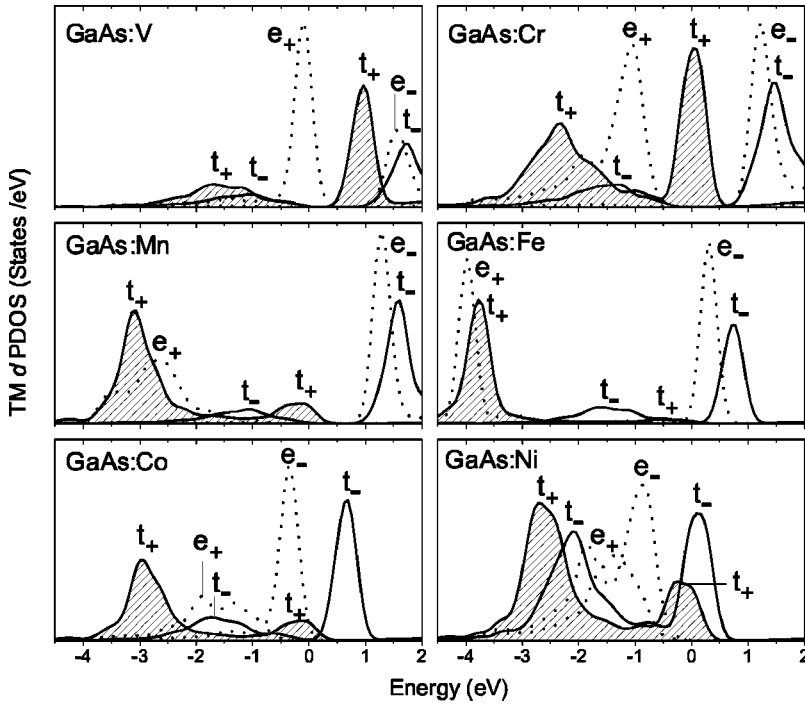 GaAs:V
e+
t+
e-
t-
t+
t-
GaAs:Cr
e+
t+
e-
t-
t+
t-
GaAs:Mn
t+
e+
t-
t+
e-
t-
GaAs:Fe
e+
t+
t-
t+
e-
t-
GaAs:Co
t+
e+
t-
e-
t+
t-
GaAs:Ni
t+
t-
e+
e-
t-
t+
TM d PDOS (States /eV)
-4 -3 -2 -1 0 1 2
-4 -3 -2 -1 0 1 2
Energy (eV)